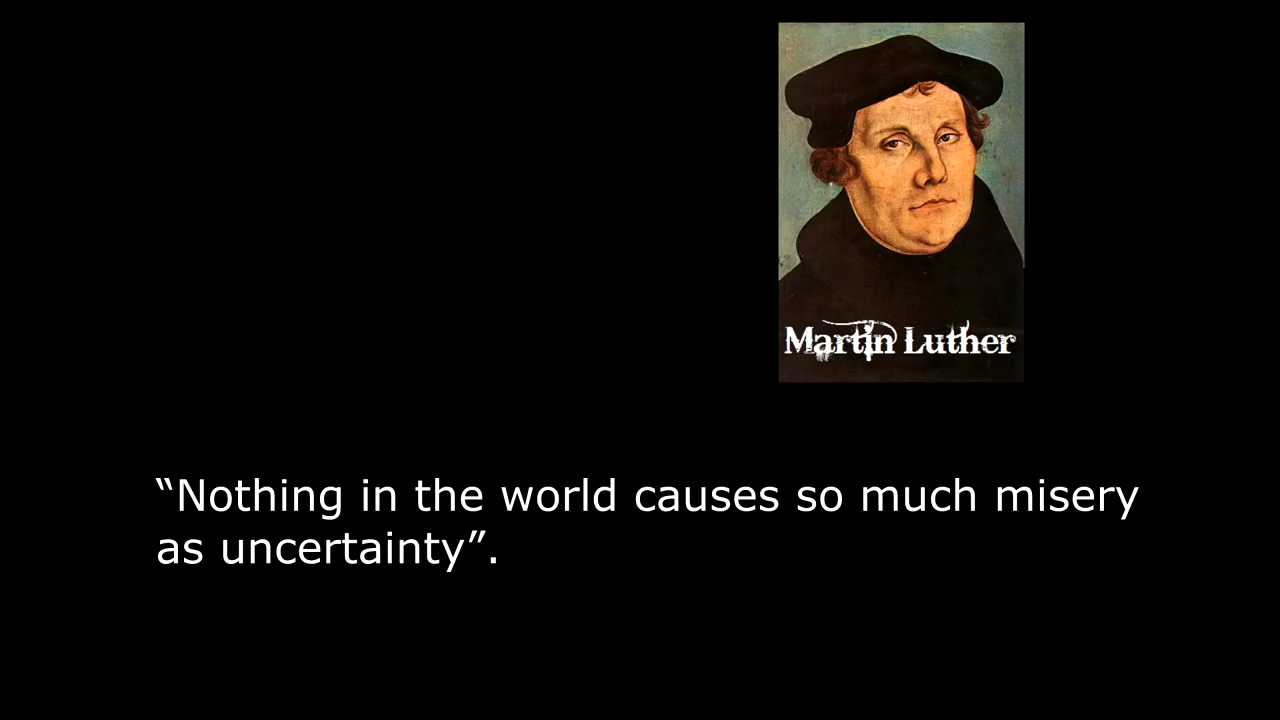 Martin Luther
“Nothing in the world causes so much misery
as uncertainty”.